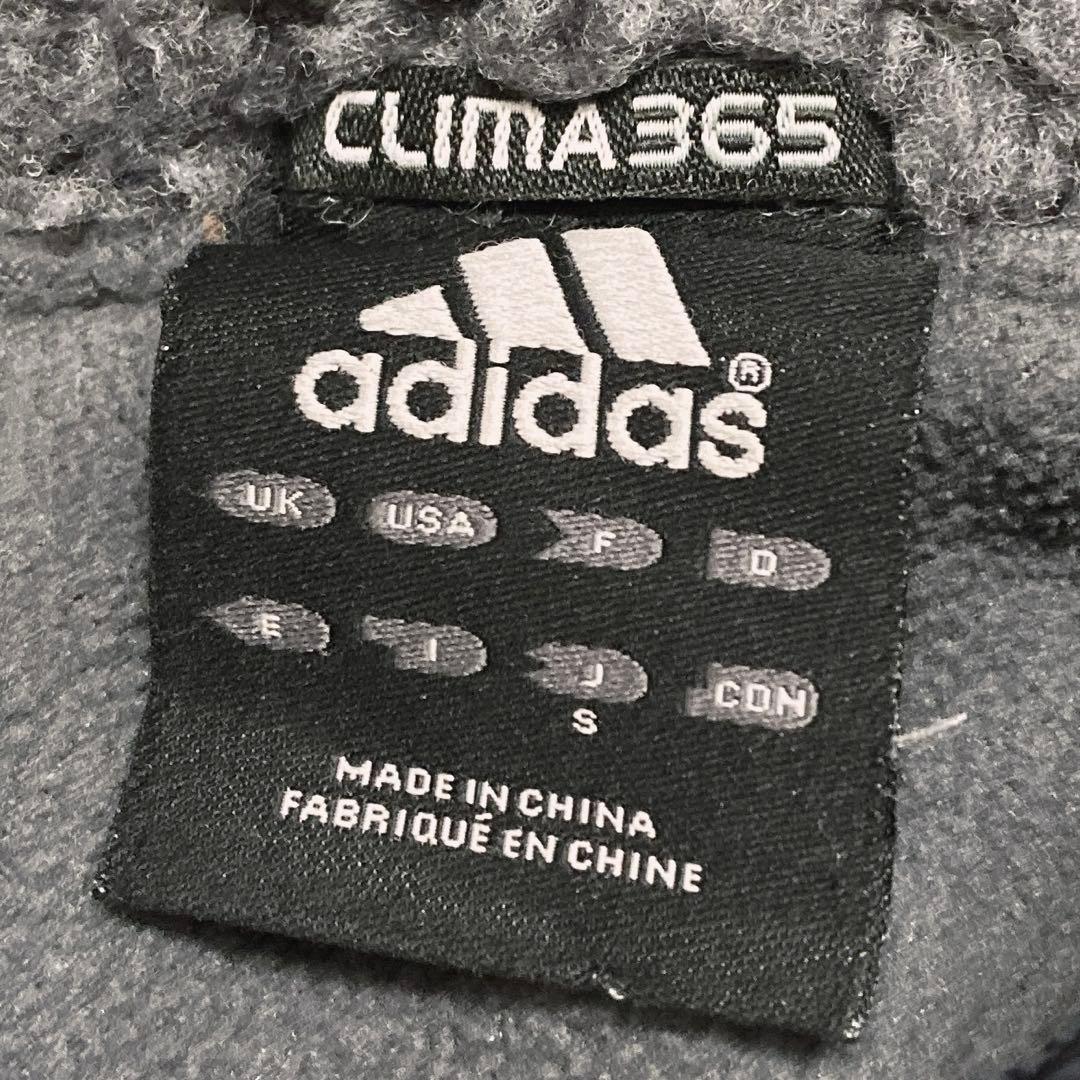 CLIMA365
adidas®
UK USA F D
E I J CDN
S
MADE IN CHINA
FABRIQUÉ EN CHINE